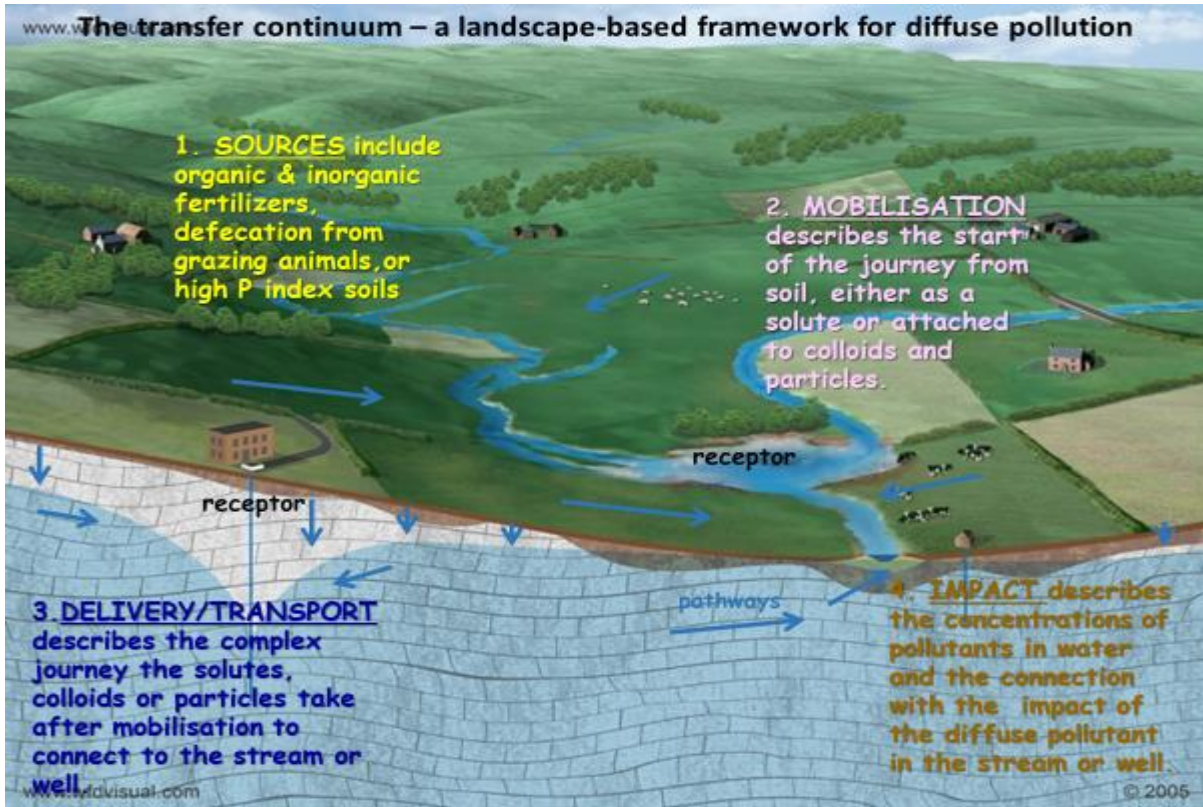 The transfer continuum – a landscape-based framework for diffuse pollution
1. SOURCES include
organic & inorganic
fertilizers,
defecation from
grazing animals,or
high P index soils
2. MOBILISATION
describes the start
of the journey from
soil, either as a
solute or attached
to colloids and
particles.
receptor
receptor
pathways
3.DELIVERY/TRANSPORT
describes the complex
journey the solutes,
colloids or particles take
after mobilisation to
connect to the stream or
well.
4. IMPACT describes
the concentrations of
pollutants in water
and the connection
with the impact of
the diffuse pollutant
in the stream or well.
© 2005